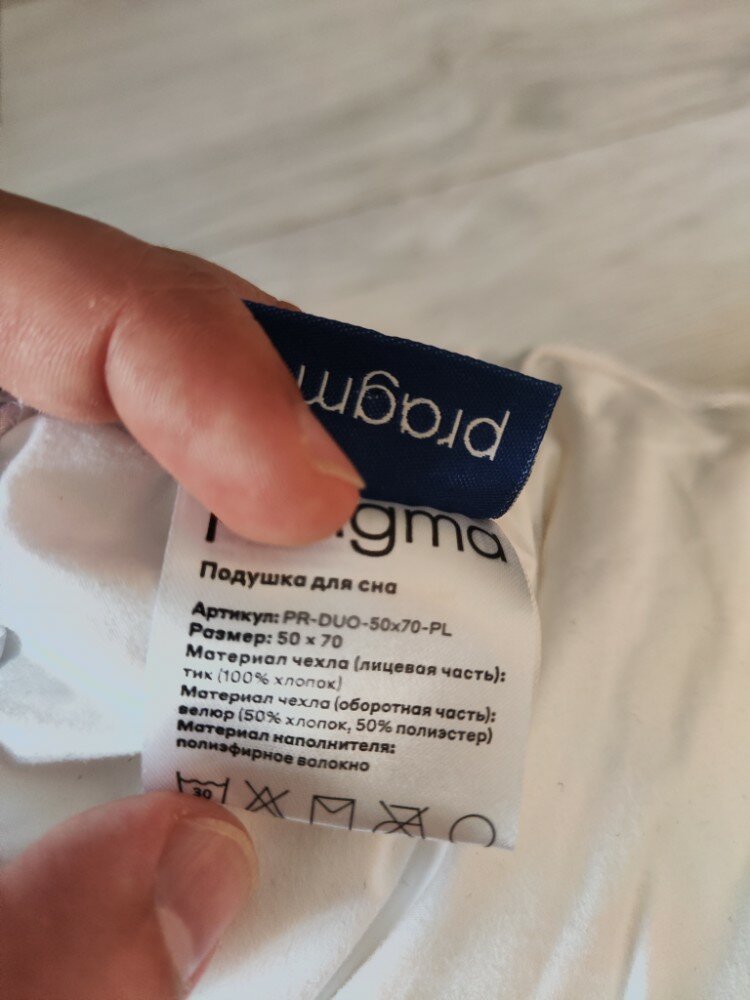 pragm
gma
Подушка для сна
Артикул: PR-DUO-50x70-PL
Размер: 50 x 70
Материал чехла (лицевая часть):
тик (100% хлопок)
Материал чехла (оборотная часть):
велюр (50% хлопок, 50% полиэстер)
Материал наполнителя:
полиэфирное волокно
30